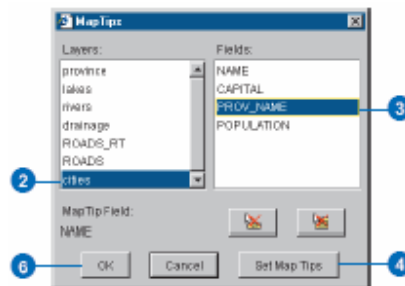 MapTips
Layers:
Fields:
province
lakes
rivers
drainage
ROADS_RT
ROADS
cities
NAME
CAPITAL
PROV_NAME
POPULATION
2
3
MapTip Field:
NAME
6
OK
Cancel
Set Map Tips
4